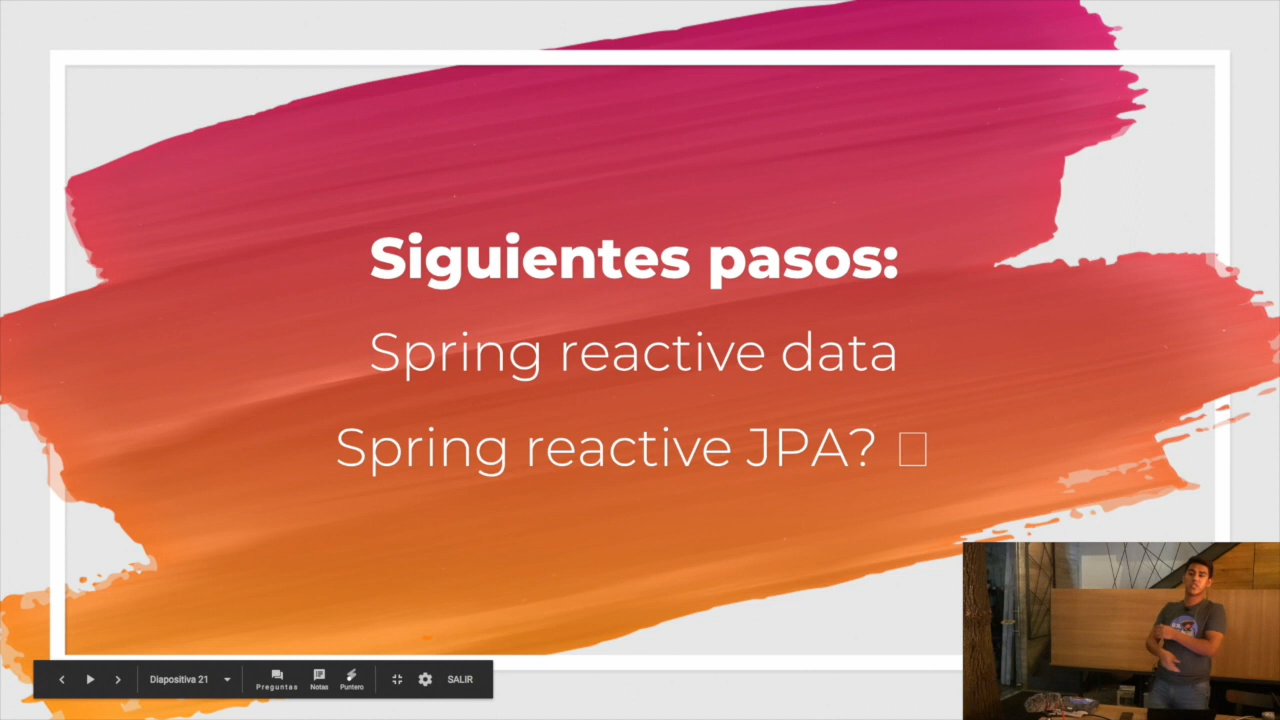 Siguientes pasos:
Spring reactive data
Spring reactive JPA? 
Diapositiva 21
Preguntas
Notas
Puntero
SALIR